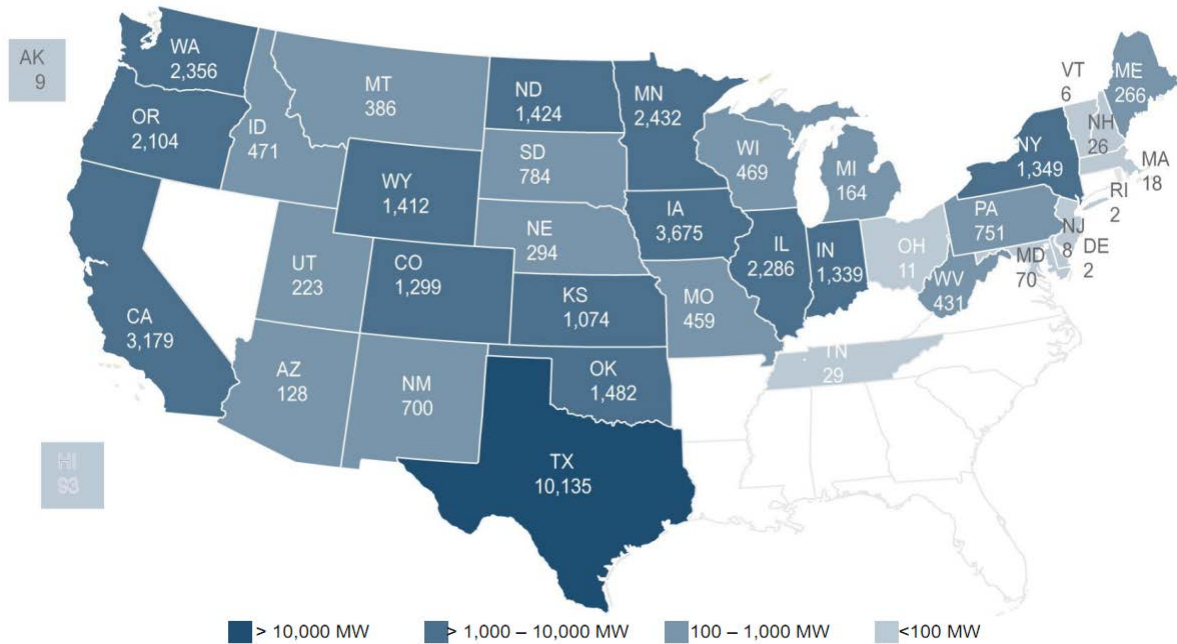 AK
9
WA
2,356
OR
2,104
CA
3,179
ID
471
MT
386
WY
1,412
UT
223
CO
1,299
AZ
128
NM
700
ND
1,424
SD
784
NE
294
KS
1,074
OK
1,482
TX
10,135
MN
2,432
IA
3,675
MO
459
WI
469
IL
2,286
MI
164
IN
1,339
OH
11
TN
29
WV
431
PA
751
NY
1,349
VT
6
NH
26
ME
266
MA
18
RI
2
NJ
8
DE
2
MD
70
HI
93
> 10,000 MW
> 1,000 – 10,000 MW
100 – 1,000 MW
<100 MW